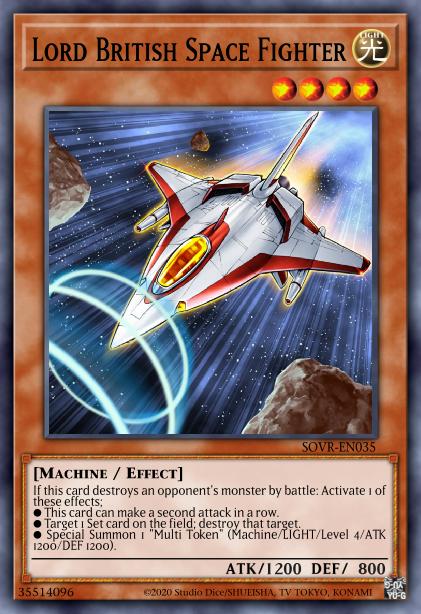 LORD BRITISH SPACE FIGHTER
LIGHT
光
SOVR-EN035
[MACHINE / EFFECT]
If this card destroys an opponent's monster by battle: Activate 1 of
these effects;
● This card can make a second attack in a row.
● Target 1 Set card on the field; destroy that target.
● Special Summon 1 "Multi Token" (Machine/LIGHT/Level 4/ATK
1200/DEF 1200).
ATK/1200 DEF/ 800
35514096
©2020 Studio Dice/SHUEISHA, TV TOKYO, KONAMI